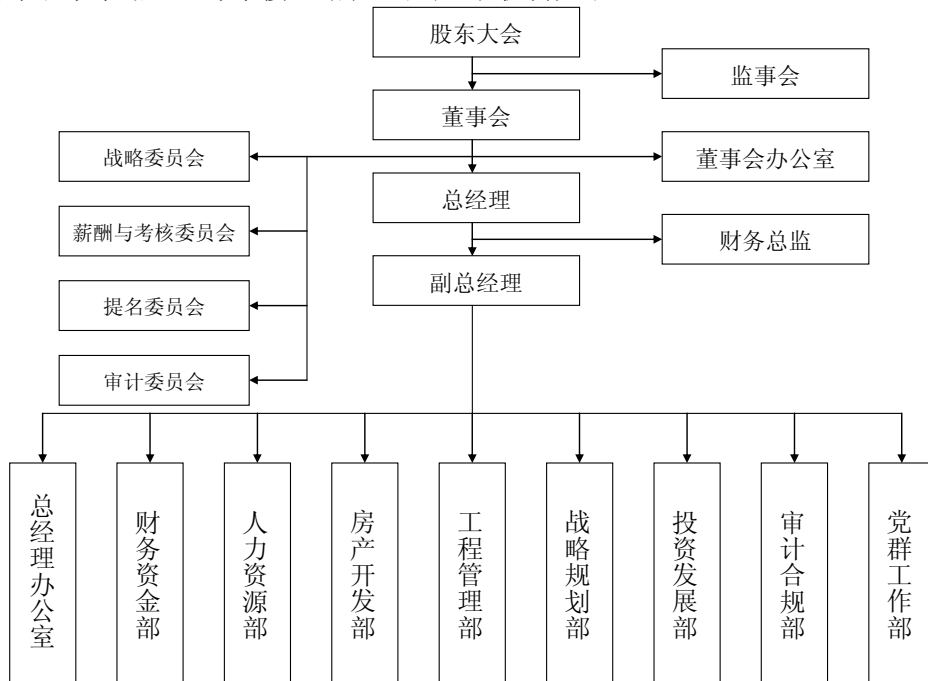 股东大会
监事会
董事会
战略委员会
董事会办公室
总经理
薪酬与考核委员会
财务总监
副总经理
提名委员会
审计委员会
总经理办公室
财务资金部
人力资源部
房产开发部
工程管理部
战略规划部
投资发展部
审计合规部
党群工作部